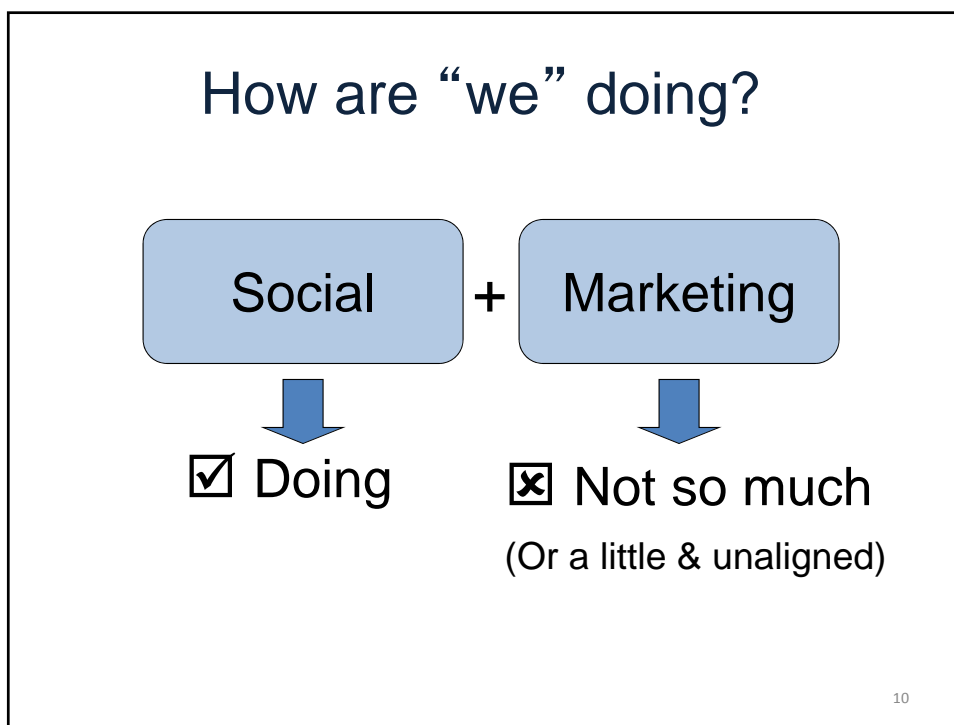 How are “we” doing?
Social + Marketing
☑ Doing
☒ Not so much
(Or a little & unaligned)
10